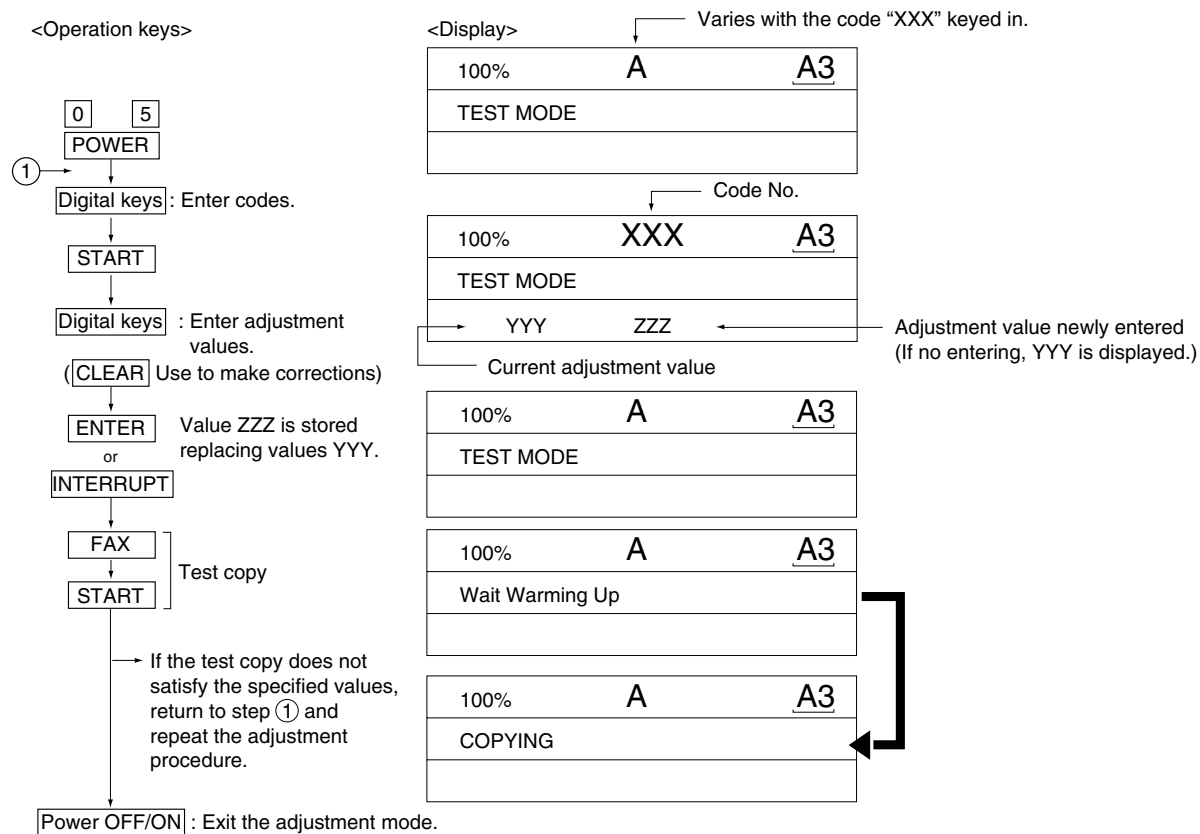 <Operation keys>
0 5
POWER
1
Digital keys : Enter codes.
START
Digital keys : Enter adjustment
values.
(CLEAR Use to make corrections)
ENTER
or
INTERRUPT
Value ZZZ is stored
replacing values YYY.
FAX
START
Test copy
If the test copy does not
satisfy the specified values,
return to step 1 and
repeat the adjustment
procedure.
Power OFF/ON : Exit the adjustment mode.
<Display>
Varies with the code “XXX” keyed in.
100% A A3
TEST MODE
Code No.
100% XXX A3
TEST MODE
YYY ZZZ
Adjustment value newly entered
(If no entering, YYY is displayed.)
Current adjustment value
100% A A3
TEST MODE
100% A A3
Wait Warming Up
100% A A3
COPYING